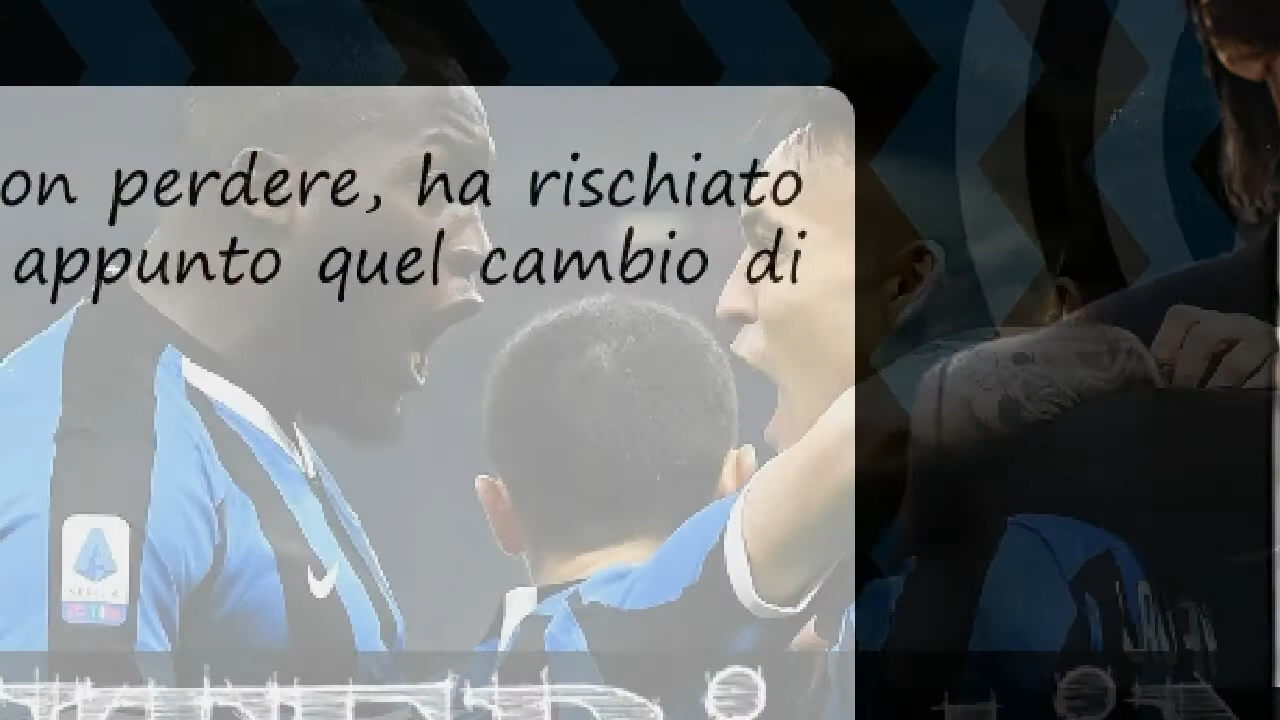 on perdere, ha rischiato
appunto quel cambio di